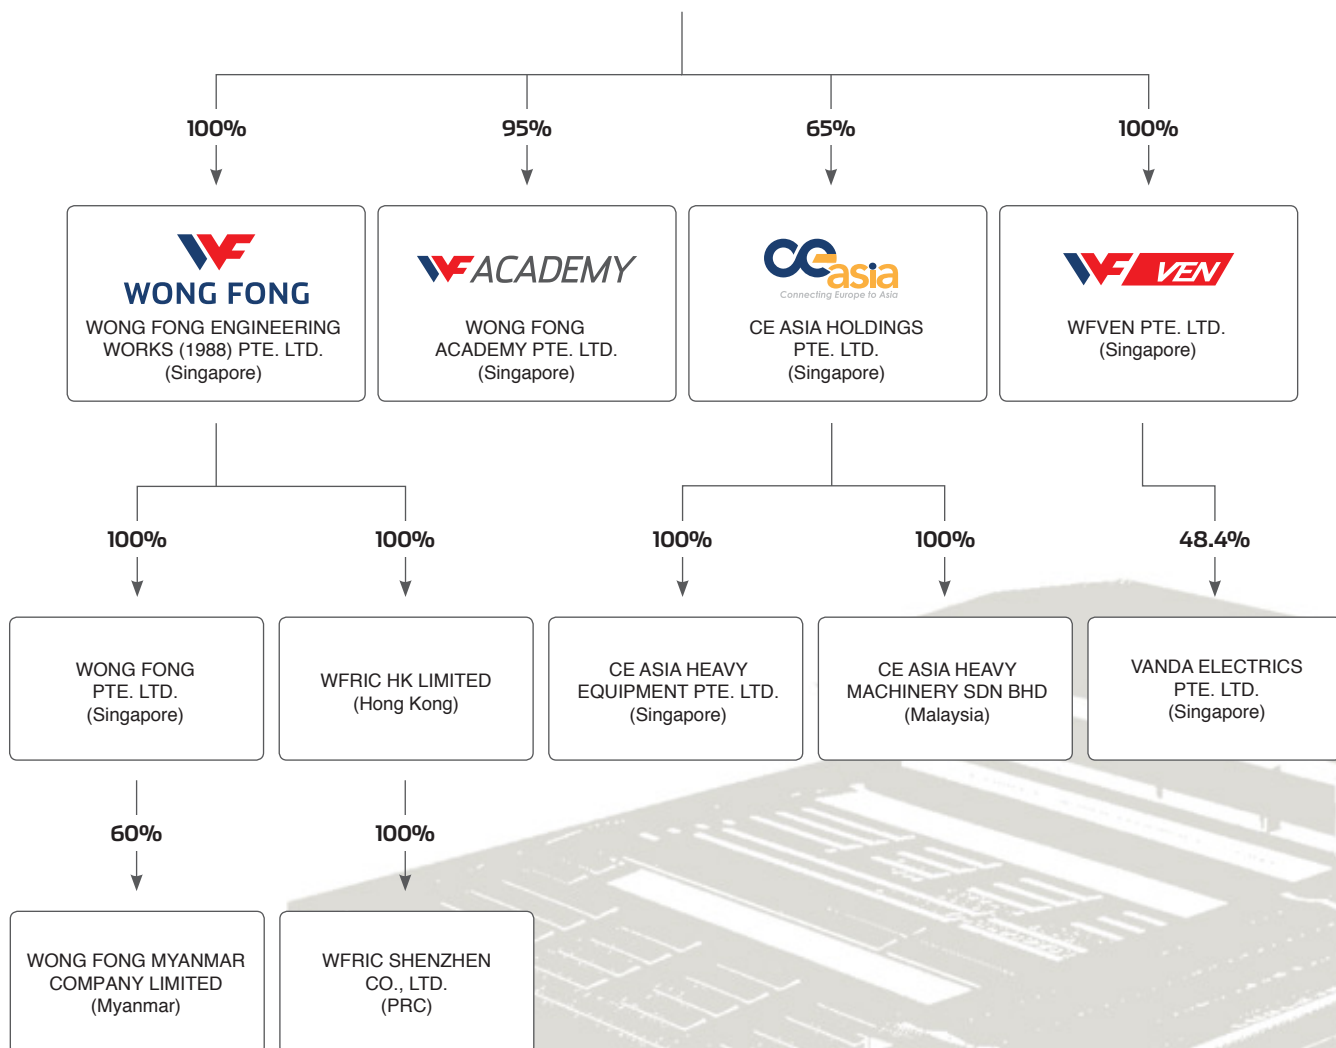 100%
95%
65%
100%
WF
WONG FONG
WONG FONG ENGINEERING
WORKS (1988) PTE. LTD.
(Singapore)
WF ACADEMY
WONG FONG
ACADEMY PTE. LTD.
(Singapore)
CE asia
Connecting Europe to Asia
CE ASIA HOLDINGS
PTE. LTD.
(Singapore)
WF VEN
WFVEN PTE. LTD.
(Singapore)
100%
100%
100%
100%
48.4%
WONG FONG
PTE. LTD.
(Singapore)
WFRIC HK LIMITED
(Hong Kong)
CE ASIA HEAVY
EQUIPMENT PTE. LTD.
(Singapore)
CE ASIA HEAVY
MACHINERY SDN BHD
(Malaysia)
VANDA ELECTRICS
PTE. LTD.
(Singapore)
60%
100%
WONG FONG MYANMAR
COMPANY LIMITED
(Myanmar)
WFRIC SHENZHEN
CO., LTD.
(PRC)